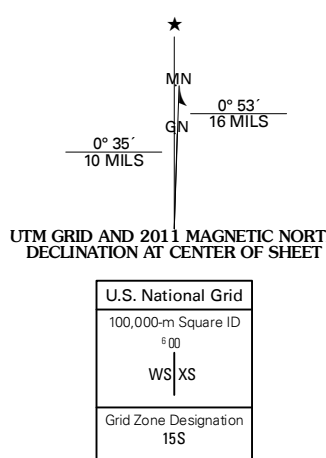 ★
MN
0° 53´
16 MILS
GN
0° 35´
10 MILS
UTM GRID AND 2011 MAGNETIC NORT
DECLINATION AT CENTER OF SHEET
U.S. National Grid
100,000-m Square ID
600
WS XS
Grid Zone Designation
15S